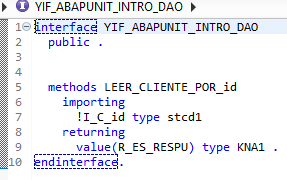 YIF_ABAPUNIT_INTRO_DAO
1 interface YIF_ABAPUNIT_INTRO_DAO
2 public .
3
4
5 methods LEER_CLIENTE_POR_id
6 importing
7 !I_C_id type stcd1
8 returning
9 value(R_ES_RESPU) type KNA1 .
10 endinterface.